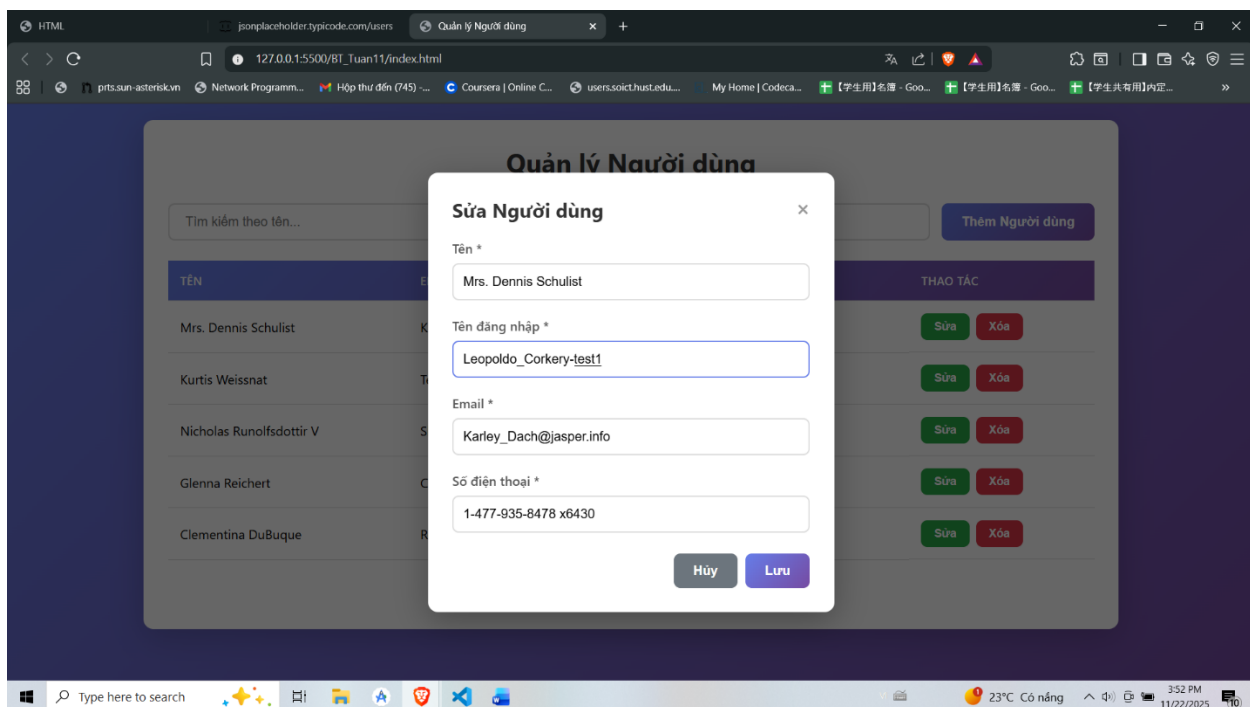 HTML
jsonplaceholder.typicode.com/users
Quản lý Người dùng
127.0.0.1:5500/BT_Tuan11/index.html
prts.sun-asterisk.vn
Network Programm...
Hộp thư đến (745) -...
Coursera | Online C...
users.soict.hust.edu....
My Home | Codeca...
【学生用】名簿 - Goo...
【学生用】名簿 - Goo...
【学生共有用】内定...
»
Quản lý Người dùng
Tìm kiếm theo tên...
Thêm Người dùng
TÊN
THAO TÁC
Mrs. Dennis Schulist
Sửa
Xóa
Kurtis Weissnat
Sửa
Xóa
Nicholas Runolfsdottir V
Sửa
Xóa
Glenna Reichert
Sửa
Xóa
Clementina DuBuque
Sửa
Xóa
Sửa Người dùng
×
Tên *
Mrs. Dennis Schulist
Tên đăng nhập *
Leopoldo_Corkery-test1
Email *
Karley_Dach@jasper.info
Số điện thoại *
1-477-935-8478 x6430
Hủy
Lưu
Type here to search
23°C Có nắng
3:52 PM
11/22/2025